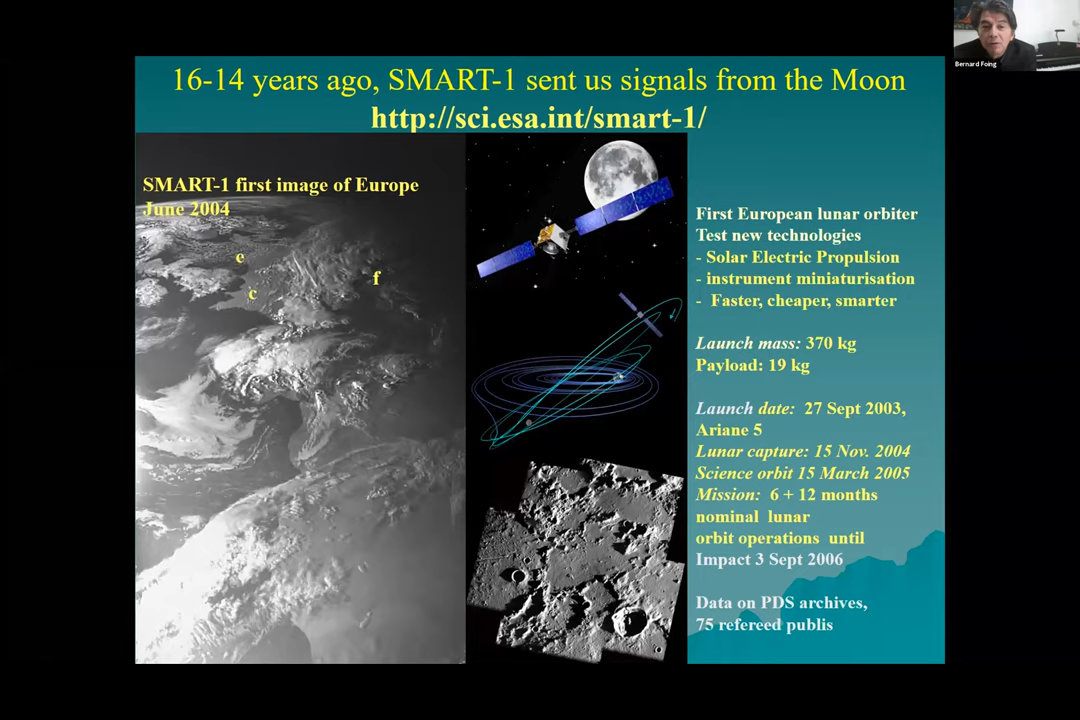 16-14 years ago, SMART-1 sent us signals from the Moon
http://sci.esa.int/smart-1/
SMART-1 first image of Europe
June 2004
e
c
f
First European lunar orbiter
Test new technologies
- Solar Electric Propulsion
- instrument miniaturisation
- Faster, cheaper, smarter
Launch mass: 370 kg
Payload: 19 kg
Launch date: 27 Sept 2003,
Ariane 5
Lunar capture: 15 Nov. 2004
Science orbit 15 March 2005
Mission: 6 + 12 months
nominal lunar
orbit operations until
Impact 3 Sept 2006
Data on PDS archives,
75 refereed publis
Bernard Foing